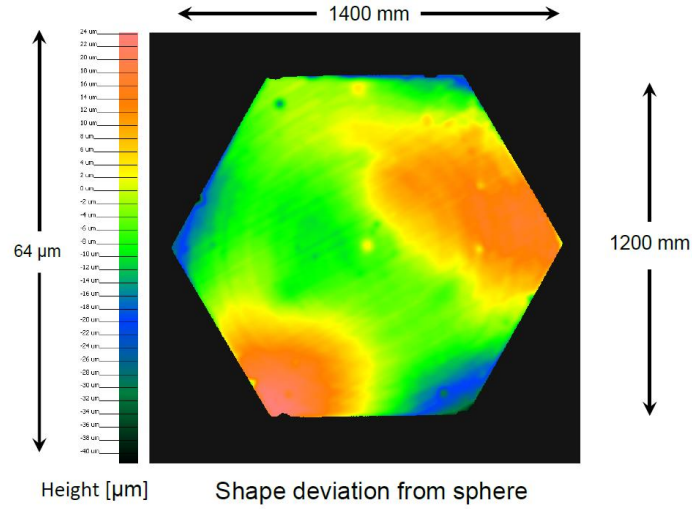 1400 mm
24 um
22 um
20 um
18 um
16 um
14 um
12 um
10 um
8 um
6 um
4 um
2 um
0 um
-2 um
-4 um
-6 um
-8 um
-10 um
-12 um
-14 um
-16 um
-18 um
-20 um
-22 um
-24 um
-26 um
-28 um
-30 um
-32 um
-34 um
-36 um
-38 um
-40 um
64 µm
1200 mm
Height [µm]
Shape deviation from sphere